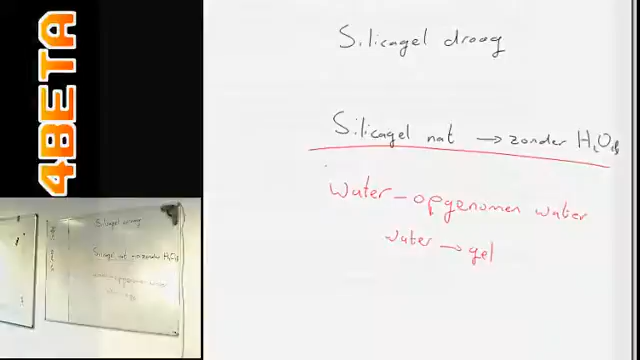 4BETA
Silicagel droog
Silicagel nat → zonder H₂O(l)
Water - opgenomen water
water → gel